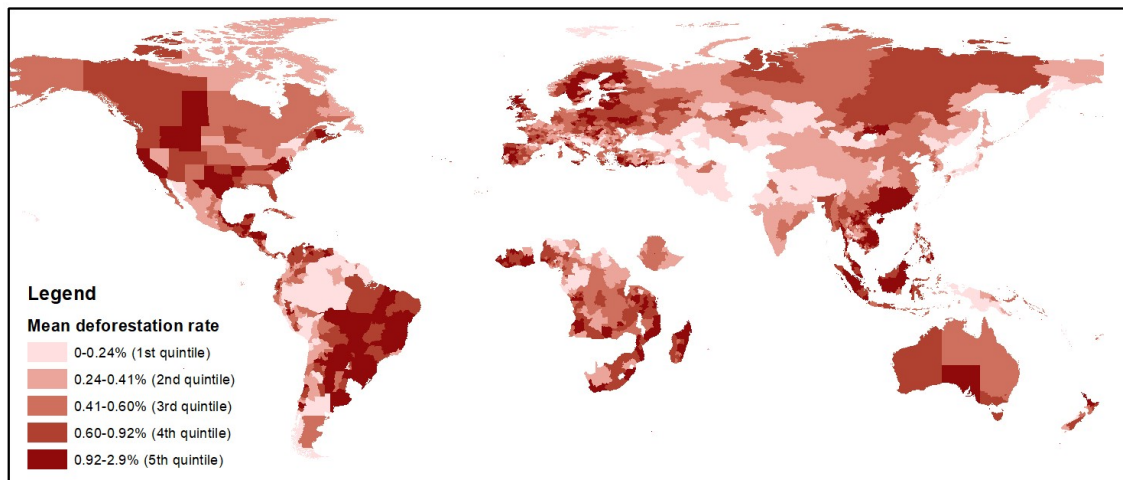 Legend
Mean deforestation rate
0-0.24% (1st quintile)
0.24-0.41% (2nd quintile)
0.41-0.60% (3rd quintile)
0.60-0.92% (4th quintile)
0.92-2.9% (5th quintile)